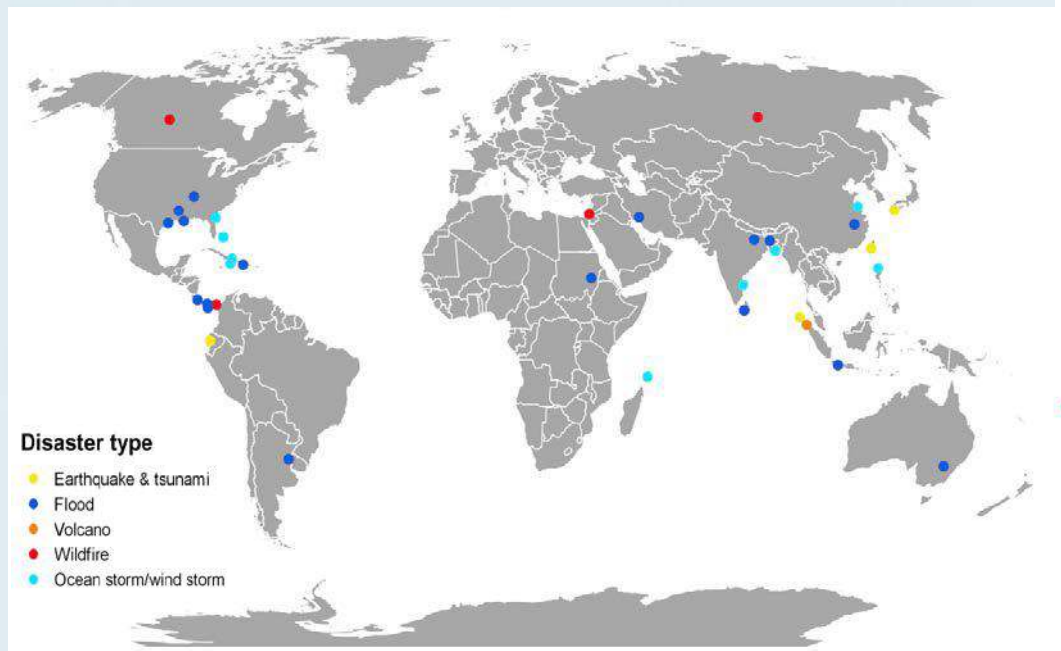 Disaster type
Earthquake & tsunami
Flood
Volcano
Wildfire
Ocean storm/wind storm